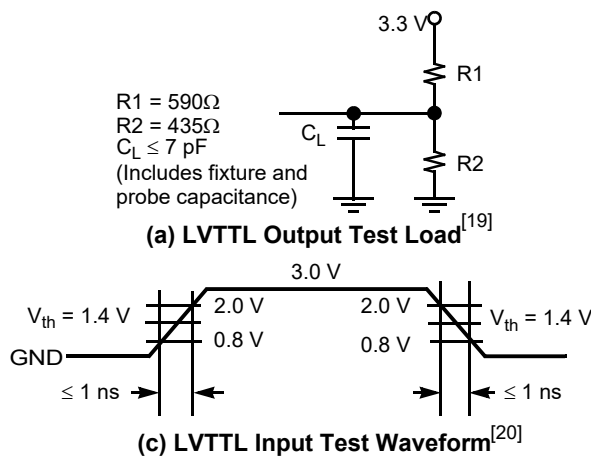 3.3 V
R1
R1 = 590Ω
R2 = 435Ω
C_L ≤ 7 pF
(Includes fixture and
probe capacitance)
C_L
R2
(a) LVTTL Output Test Load[19]
3.0 V
2.0 V
2.0 V
V_th = 1.4 V
V_th = 1.4 V
0.8 V
0.8 V
GND
≤ 1 ns
≤ 1 ns
(c) LVTTL Input Test Waveform[20]